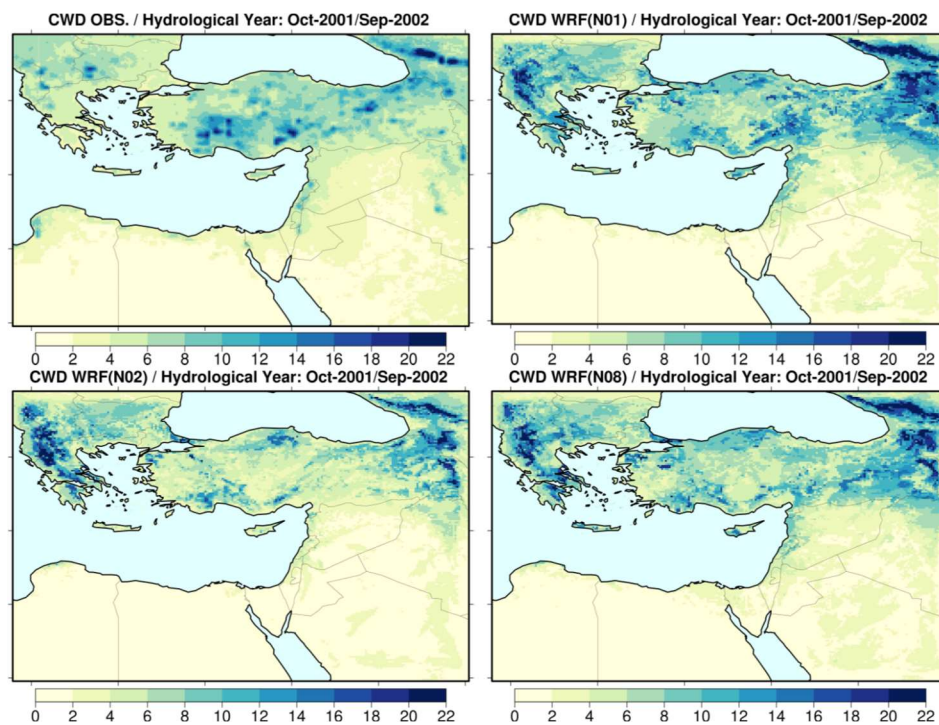 CWD OBS. / Hydrological Year: Oct-2001/Sep-2002
CWD WRF(N01) / Hydrological Year: Oct-2001/Sep-2002
0 2 4 6 8 10 12 14 16 18 20 22
0 2 4 6 8 10 12 14 16 18 20 22
CWD WRF(N02) / Hydrological Year: Oct-2001/Sep-2002
CWD WRF(N08) / Hydrological Year: Oct-2001/Sep-2002
0 2 4 6 8 10 12 14 16 18 20 22
0 2 4 6 8 10 12 14 16 18 20 22